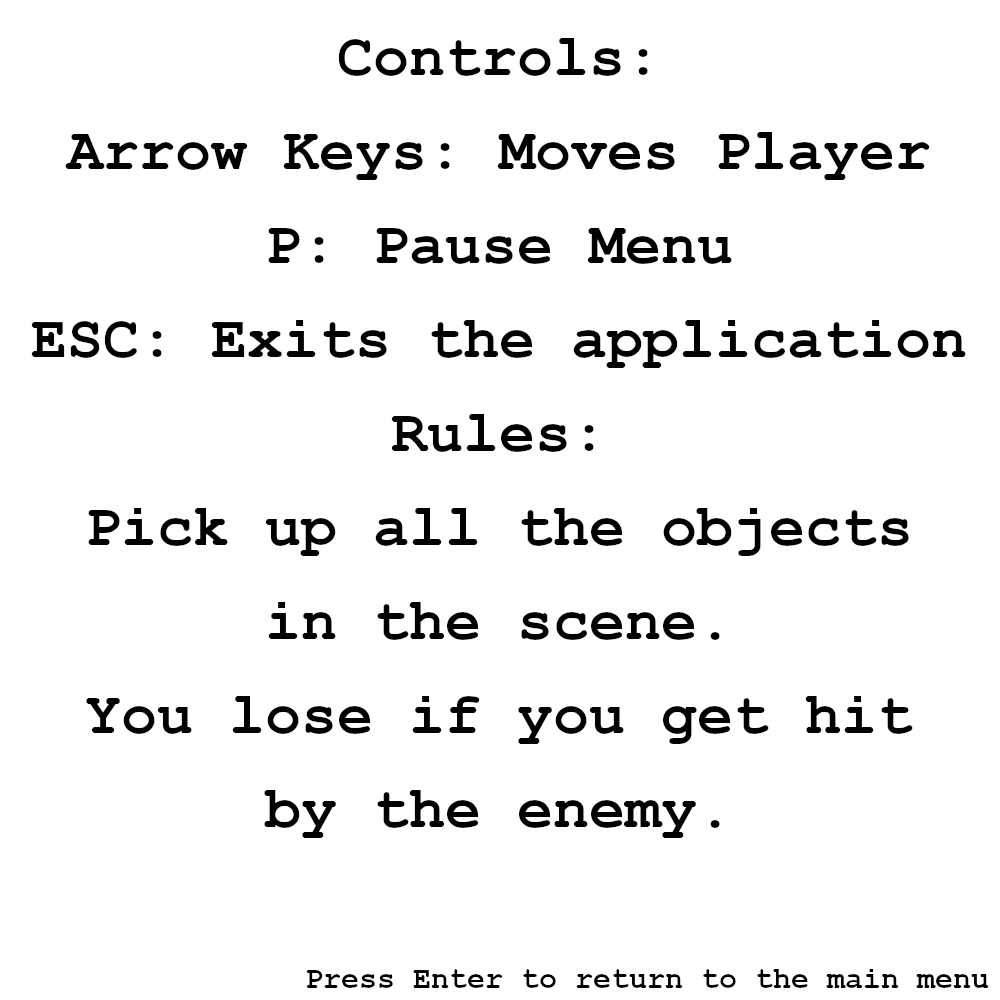 Controls:
Arrow Keys: Moves Player
P: Pause Menu
ESC: Exits the application
Rules:
Pick up all the objects
in the scene.
You lose if you get hit
by the enemy.
Press Enter to return to the main menu